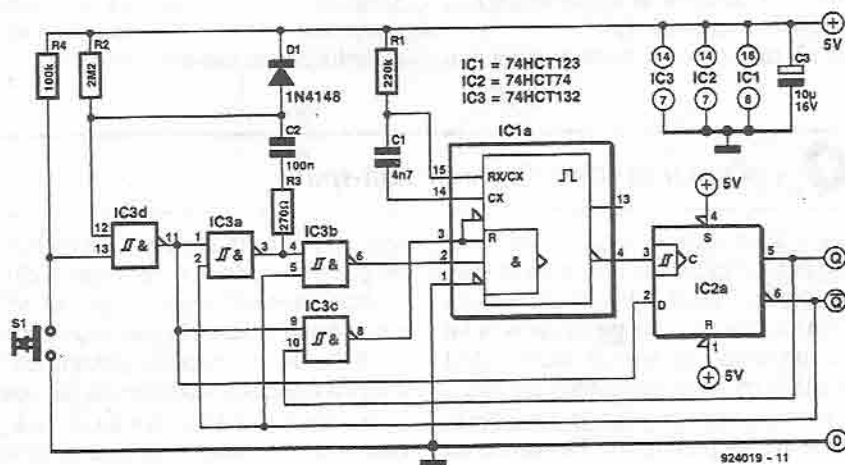 R4
100k
R2
2M2
D1
1N4148
C2
100n
R3
270Ω
R1
220k
C1
4n7
IC1 = 74HCT123
IC2 = 74HCT74
IC3 = 74HCT132
14
IC3
7
14
IC2
7
16
IC1
8
C3
10µ
16V
+
5V
IC1a
15
RX/CX
14
CX
13
3
R
2
1
&
4
5V
4
S
3
C
IC2a
2
D
R
1
5V
5
Q
6
Q̅
IC3d
12
13
&
11
IC3a
1
2
&
3
IC3b
4
5
&
6
IC3c
9
10
&
8
S1
0
924019 - 11